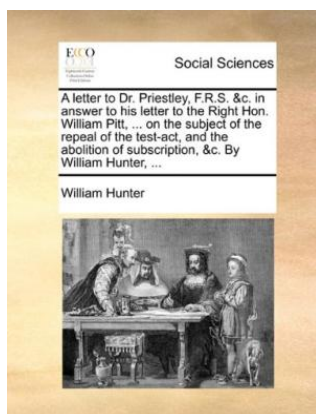 ECCO
Social Sciences
A letter to Dr. Priestley, F.R.S. &c. in
answer to his letter to the Right Hon.
William Pitt, ... on the subject of the
repeal of the test-act, and the
abolition of subscription, &c. By
William Hunter, ...
William Hunter